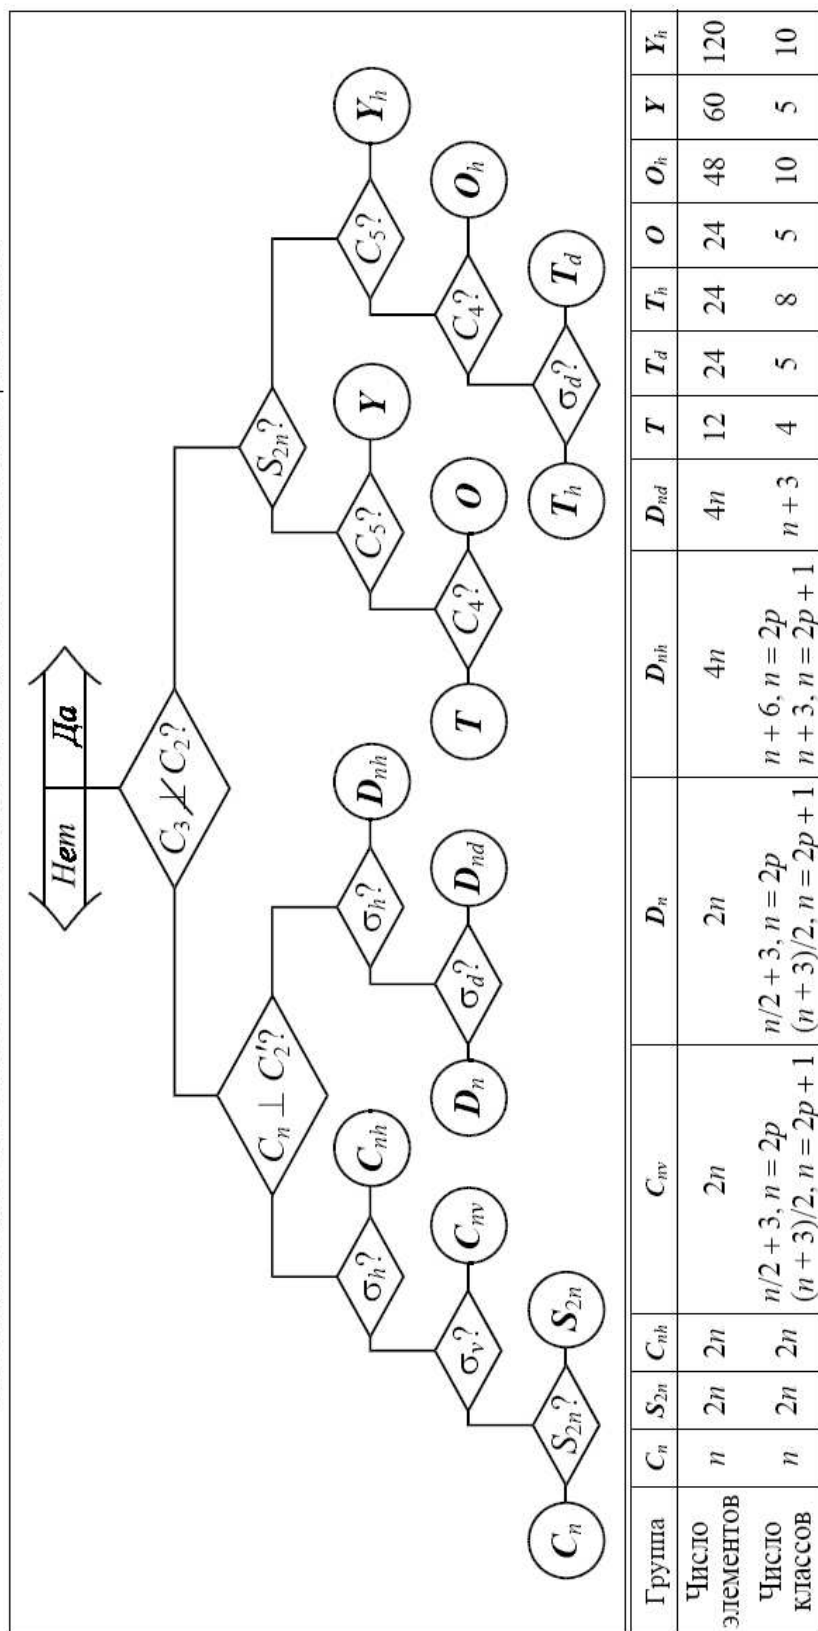 Нет Да
C₃ ⊥̸ C₂?
Cₙ ⊥ C′₂? S₂ₙ?
σₕ? Cₙₕ σₕ? Dₙₕ C₅? Y C₅? Yₕ
σᵥ? Cₙᵥ Dₙ σ_d? Dₙd T C₄? O C₄? Oₕ
Cₙ S₂ₙ? S₂ₙ Tₕ σ_d? T_d
Группа Cₙ S₂ₙ Cₙₕ Cₙᵥ Dₙ Dₙₕ Dₙd T T_d Tₕ O Oₕ Y Yₕ
Число
элементов n 2n 2n 2n 2n 4n 4n 12 24 24 24 48 60 120
Число n 2n 2n n/2 + 3, n = 2p n/2 + 3, n = 2p n + 6, n = 2p n + 3 4 5 8 5 10 5 10
классов (n + 3)/2, n = 2p + 1 (n + 3)/2, n = 2p + 1 n + 3, n = 2p + 1